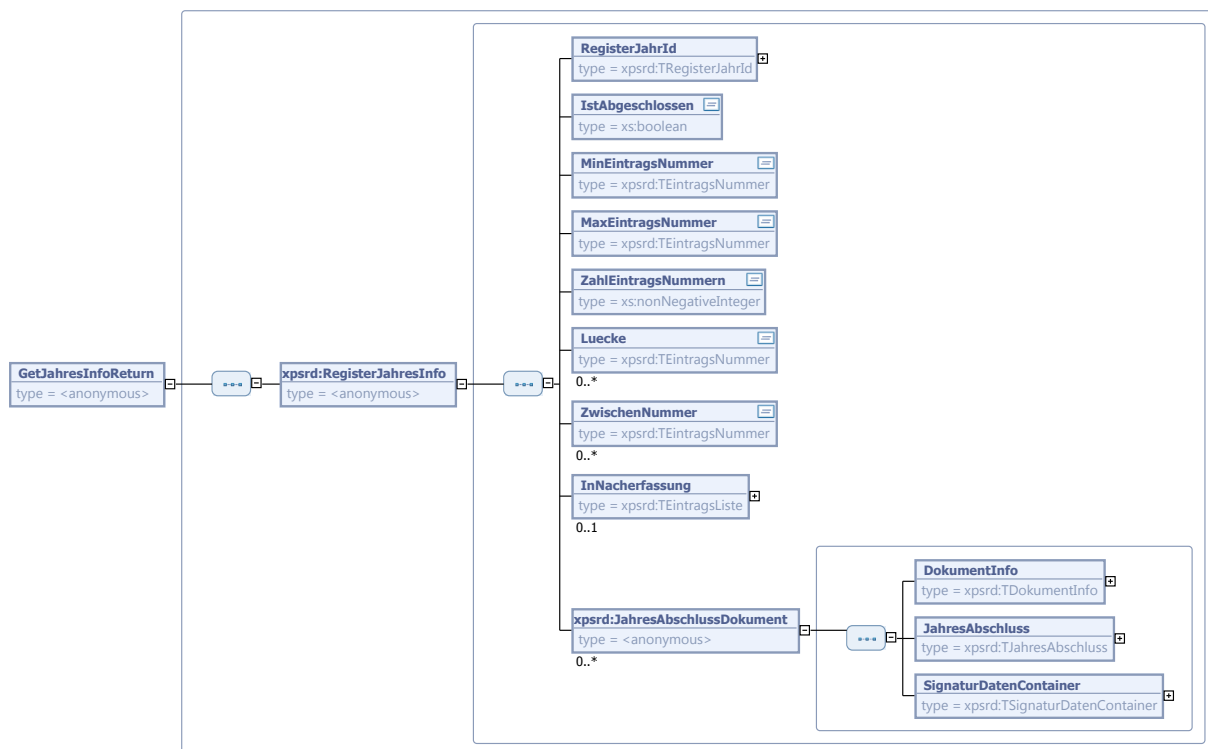 GetJahresInfoReturn
type = <anonymous>
xpsrd:RegisterJahresInfo
type = <anonymous>
RegisterJahrId
type = xpsrd:TRegisterJahrId
IstAbgeschlossen
type = xs:boolean
MinEintragsNummer
type = xpsrd:TEintragsNummer
MaxEintragsNummer
type = xpsrd:TEintragsNummer
ZahlEintragsNummern
type = xs:nonNegativeInteger
Luecke
type = xpsrd:TEintragsNummer
0..*
ZwischenNummer
type = xpsrd:TEintragsNummer
0..*
InNacherfassung
type = xpsrd:TEintragsListe
0..1
xpsrd:JahresAbschlussDokument
type = <anonymous>
0..*
DokumentInfo
type = xpsrd:TDokumentInfo
JahresAbschluss
type = xpsrd:TJahresAbschluss
SignaturDatenContainer
type = xpsrd:TSignaturDatenContainer